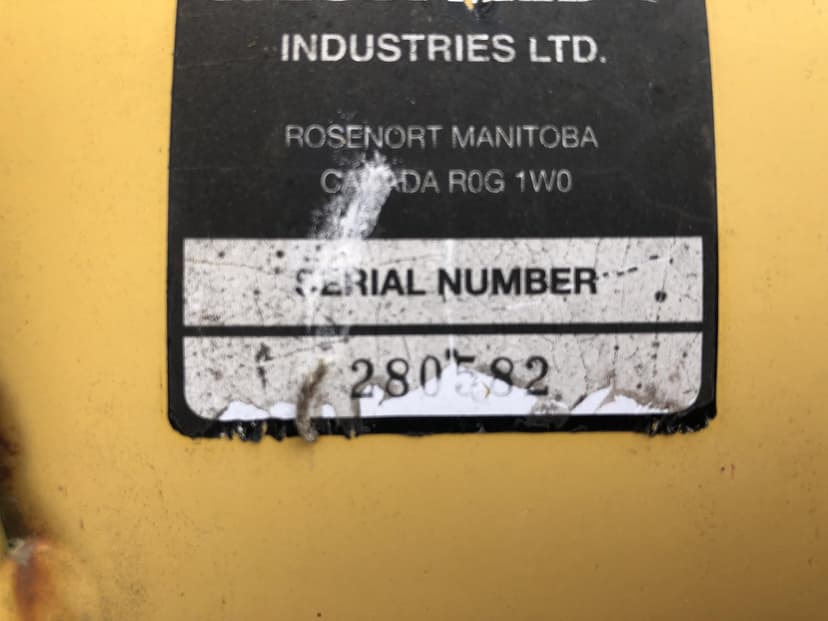 INDUSTRIES LTD.
ROSENORT MANITOBA
CANADA R0G 1W0
SERIAL NUMBER
280582